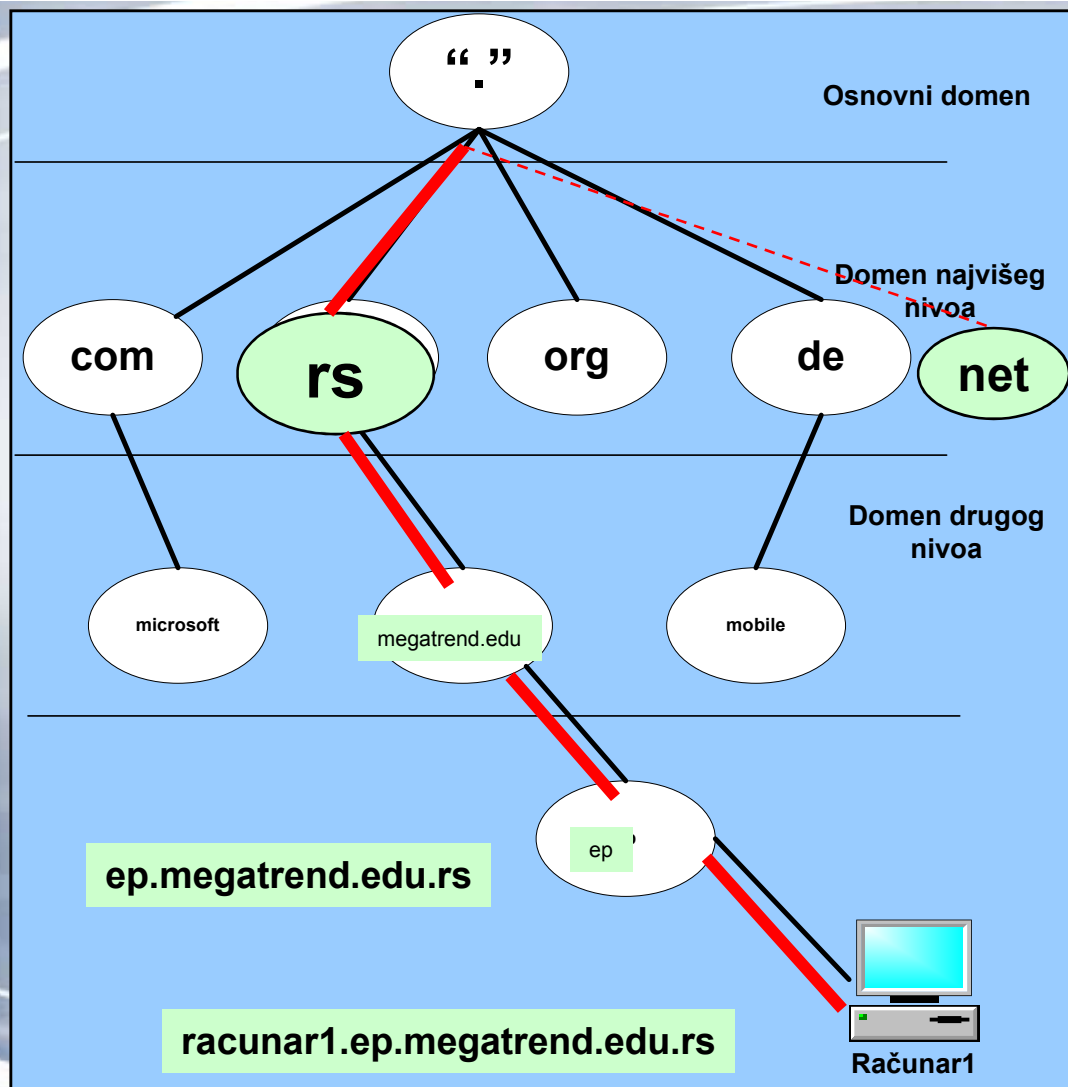 “.”
Osnovni domen
Domen najvišeg
nivoa
com
rs
org
de
net
Domen drugog
nivoa
microsoft
megatrend.edu
mobile
ep
ep.megatrend.edu.rs
racunar1.ep.megatrend.edu.rs
Računar1